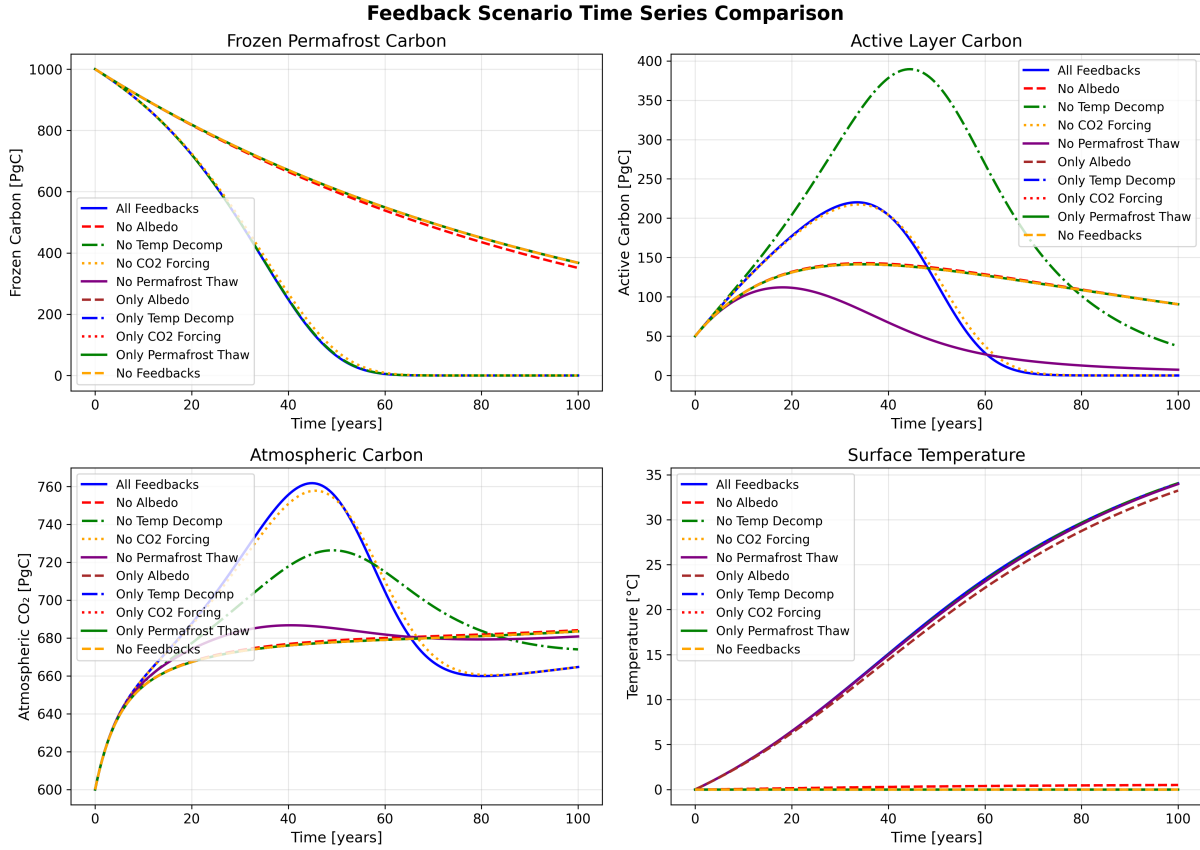 Feedback Scenario Time Series Comparison
Frozen Permafrost Carbon
Frozen Carbon [PgC]
1000
800
600
400
200
0
All Feedbacks
No Albedo
No Temp Decomp
No CO2 Forcing
No Permafrost Thaw
Only Albedo
Only Temp Decomp
Only CO2 Forcing
Only Permafrost Thaw
No Feedbacks
0 20 40 60 80 100
Time [years]
Active Layer Carbon
Active Carbon [PgC]
400
350
300
250
200
150
100
50
0
All Feedbacks
No Albedo
No Temp Decomp
No CO2 Forcing
No Permafrost Thaw
Only Albedo
Only Temp Decomp
Only CO2 Forcing
Only Permafrost Thaw
No Feedbacks
0 20 40 60 80 100
Time [years]
Atmospheric Carbon
Atmospheric CO₂ [PgC]
760
740
720
700
680
660
640
620
600
All Feedbacks
No Albedo
No Temp Decomp
No CO2 Forcing
No Permafrost Thaw
Only Albedo
Only Temp Decomp
Only CO2 Forcing
Only Permafrost Thaw
No Feedbacks
0 20 40 60 80 100
Time [years]
Surface Temperature
Temperature [°C]
35
30
25
20
15
10
5
0
All Feedbacks
No Albedo
No Temp Decomp
No CO2 Forcing
No Permafrost Thaw
Only Albedo
Only Temp Decomp
Only CO2 Forcing
Only Permafrost Thaw
No Feedbacks
0 20 40 60 80 100
Time [years]